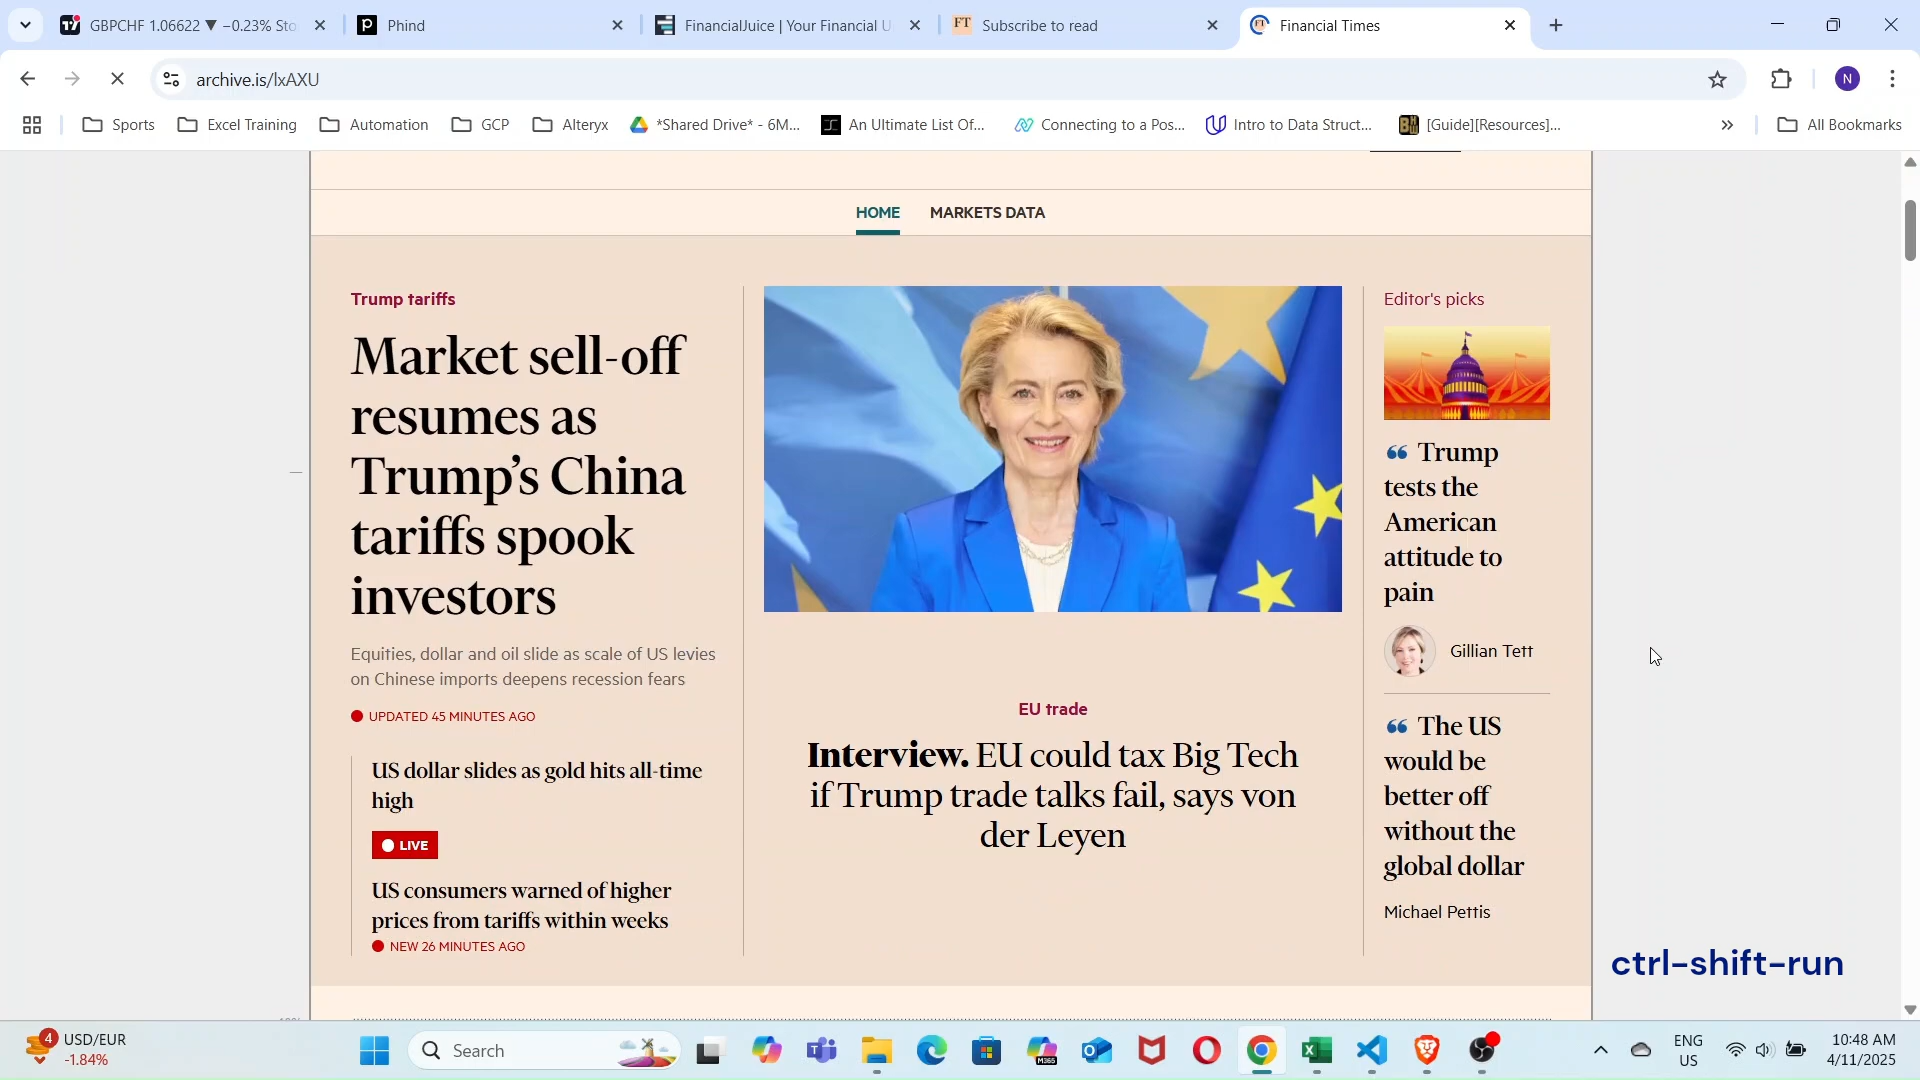 GBPCHF 1.06622 ▼ −0.23% Sto
Phind
FinancialJuice | Your Financial U
FT
Subscribe to read
Financial Times
archive.is/lxAXU
N
Sports
Excel Training
Automation
GCP
Alteryx
*Shared Drive* - 6M...
An Ultimate List Of...
Connecting to a Pos...
Intro to Data Struct...
[Guide][Resources]...
All Bookmarks
HOME
MARKETS DATA
Trump tariffs
Market sell-off
resumes as
Trump’s China
tariffs spook
investors
Equities, dollar and oil slide as scale of US levies
on Chinese imports deepens recession fears
UPDATED 45 MINUTES AGO
US dollar slides as gold hits all-time
high
LIVE
US consumers warned of higher
prices from tariffs within weeks
NEW 26 MINUTES AGO
EU trade
Interview. EU could tax Big Tech
if Trump trade talks fail, says von
der Leyen
Editor's picks
“ Trump
tests the
American
attitude to
pain
Gillian Tett
“ The US
would be
better off
without the
global dollar
Michael Pettis
ctrl-shift-run
4
USD/EUR
-1.84%
Search
M365
ENG
US
10:48 AM
4/11/2025